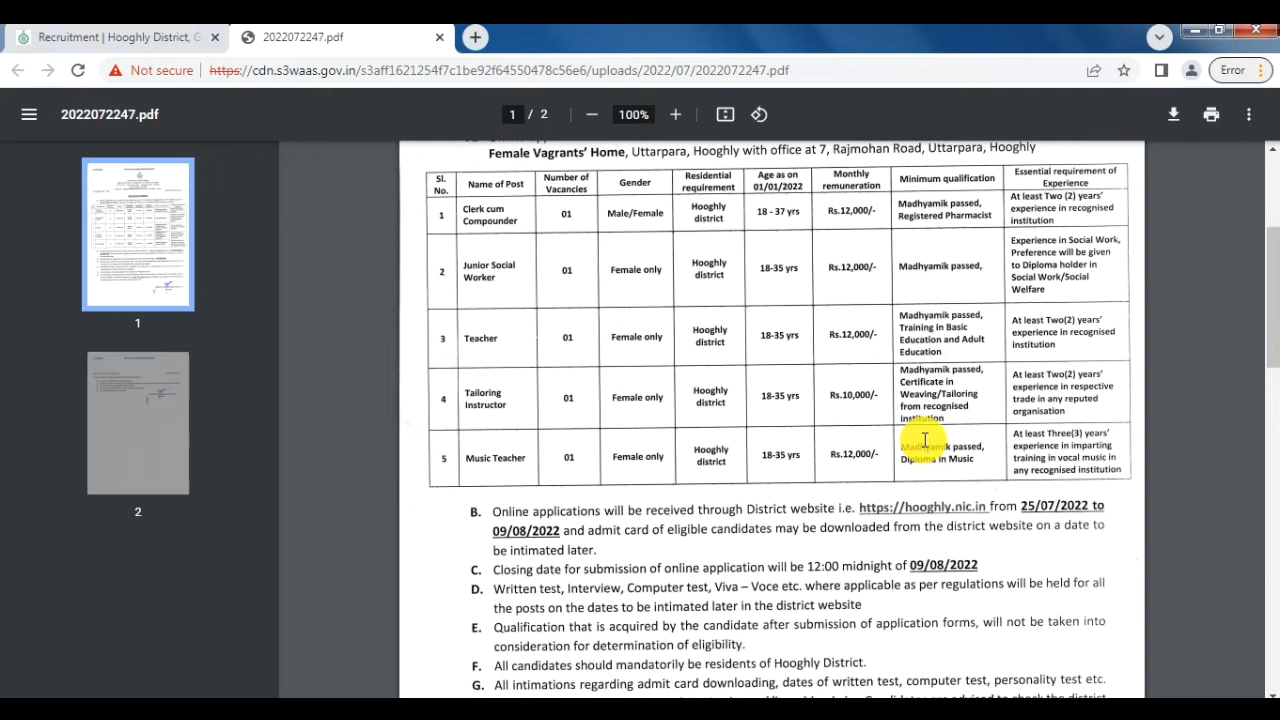 Recruitment | Hooghly District, G
2022072247.pdf
Not secure
https://cdn.s3waas.gov.in/s3aff1621254f7c1be92f64550478c56e6/uploads/2022/07/2022072247.pdf
Error
2022072247.pdf
1 / 2
100%
1
2
Female Vagrants' Home, Uttarpara, Hooghly with office at 7, Rajmohan Road, Uttarpara, Hooghly
Sl. No. Name of Post Number of Vacancies Gender Residential requirement Age as on 01/01/2022 Monthly remuneration Minimum qualification Essential requirement of Experience
1 Clerk cum Compounder 01 Male/Female Hooghly district 18 - 37 yrs Rs.12,000/- Madhyamik passed, Registered Pharmacist At least Two (2) years' experience in recognised institution
2 Junior Social Worker 01 Female only Hooghly district 18-35 yrs Rs.12,000/- Madhyamik passed, Experience in Social Work, Preference will be given to Diploma holder in Social Work/Social Welfare
3 Teacher 01 Female only Hooghly district 18-35 yrs Rs.12,000/- Madhyamik passed, Training in Basic Education and Adult Education At least Two(2) years' experience in recognised institution
4 Tailoring Instructor 01 Female only Hooghly district 18-35 yrs Rs.10,000/- Madhyamik passed, Certificate in Weaving/Tailoring from recognised institution At least Two(2) years' experience in respective trade in any reputed organisation
5 Music Teacher 01 Female only Hooghly district 18-35 yrs Rs.12,000/- Madhyamik passed, Diploma in Music At least Three(3) years' experience in imparting training in vocal music in any recognised institution
B. Online applications will be received through District website i.e. https://hooghly.nic.in from 25/07/2022 to
09/08/2022 and admit card of eligible candidates may be downloaded from the district website on a date to
be intimated later.
C. Closing date for submission of online application will be 12:00 midnight of 09/08/2022
D. Written test, Interview, Computer test, Viva – Voce etc. where applicable as per regulations will be held for all
the posts on the dates to be intimated later in the district website
E. Qualification that is acquired by the candidate after submission of application forms, will not be taken into
consideration for determination of eligibility.
F. All candidates should mandatorily be residents of Hooghly District.
G. All intimations regarding admit card downloading, dates of written test, computer test, personality test etc.